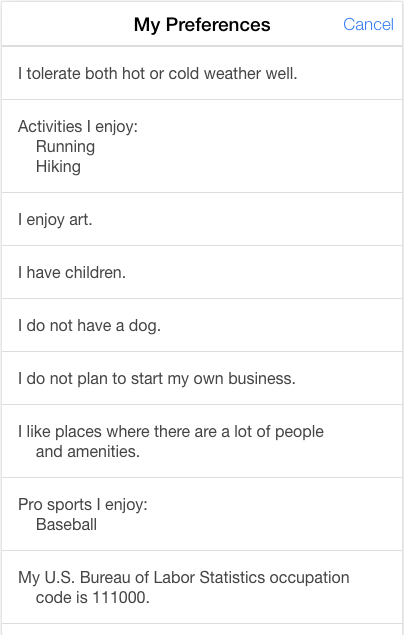 My Preferences
Cancel
I tolerate both hot or cold weather well.
Activities I enjoy:
Running
Hiking
I enjoy art.
I have children.
I do not have a dog.
I do not plan to start my own business.
I like places where there are a lot of people
and amenities.
Pro sports I enjoy:
Baseball
My U.S. Bureau of Labor Statistics occupation
code is 111000.